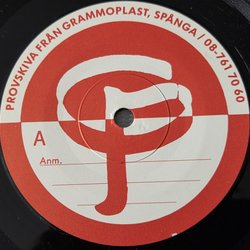 PROVSKIVA FRÅN GRAMMOPLAST, SPÅNGA / 08-761 70 60
A
Anm.